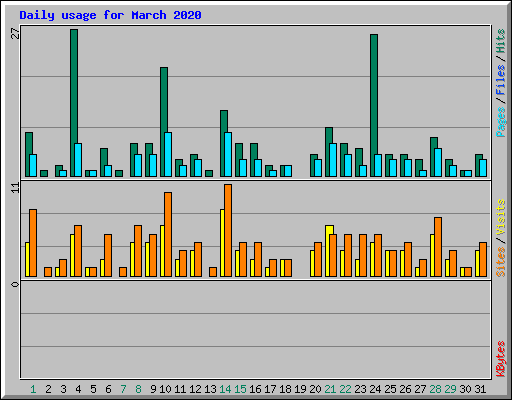 Daily usage for March 2020
27
11
0
Pages / Files / Hits
Sites / Visits
KBytes
1 2 3 4 5 6 7 8 9 10 11 12 13 14 15 16 17 18 19 20 21 22 23 24 25 26 27 28 29 30 31